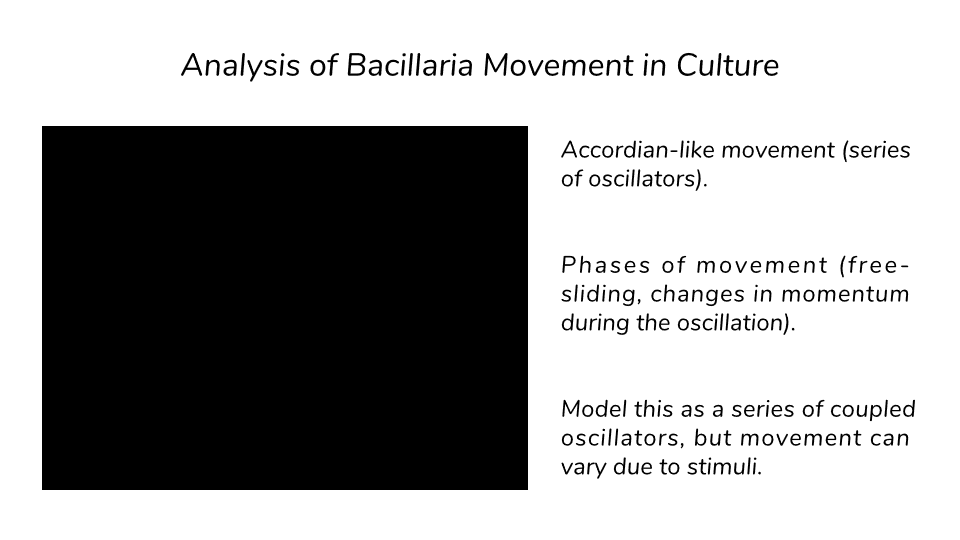 Analysis of Bacillaria Movement in Culture
Accordian-like movement (series
of oscillators).
Phases of movement (free-
sliding, changes in momentum
during the oscillation).
Model this as a series of coupled
oscillators, but movement can
vary due to stimuli.